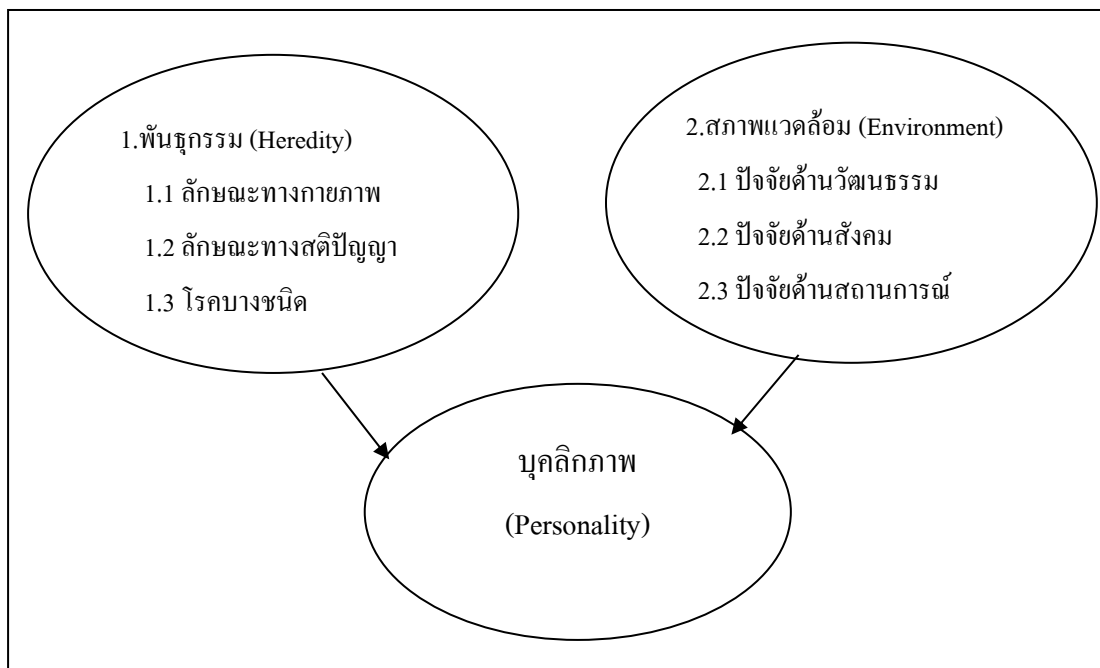 1.พันธุกรรม (Heredity)
1.1 ลักษณะทางกายภาพ
1.2 ลักษณะทางสติปัญญา
1.3 โรคบางชนิด
2.สภาพแวดล้อม (Environment)
2.1 ปัจจัยด้านวัฒนธรรม
2.2 ปัจจัยด้านสังคม
2.3 ปัจจัยด้านสถานการณ์
บุคลิกภาพ
(Personality)